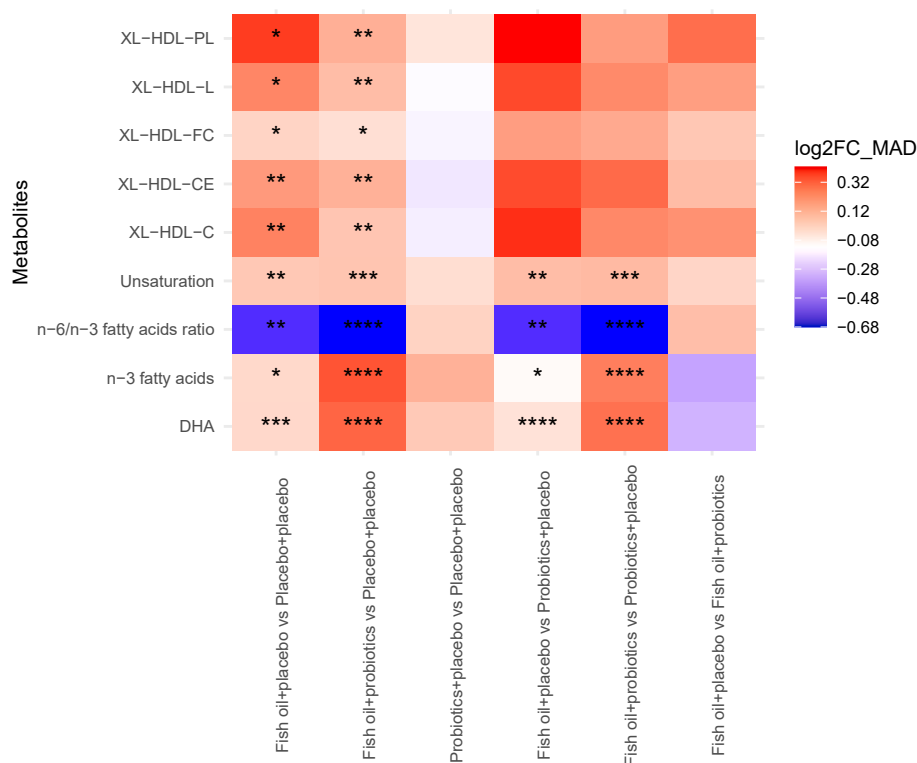 Metabolites
XL−HDL−PL * **
XL−HDL−L * **
XL−HDL−FC * *
XL−HDL−CE ** **
XL−HDL−C ** **
Unsaturation ** *** ** ***
n−6/n−3 fatty acids ratio ** **** ** ****
n−3 fatty acids * **** * ****
DHA *** **** **** ****
Fish oil+placebo vs Placebo+placebo
Fish oil+probiotics vs Placebo+placebo
Probiotics+placebo vs Placebo+placebo
Fish oil+placebo vs Probiotics+placebo
Fish oil+probiotics vs Probiotics+placebo
Fish oil+placebo vs Fish oil+probiotics
log2FC_MAD
0.32
0.12
−0.08
−0.28
−0.48
−0.68